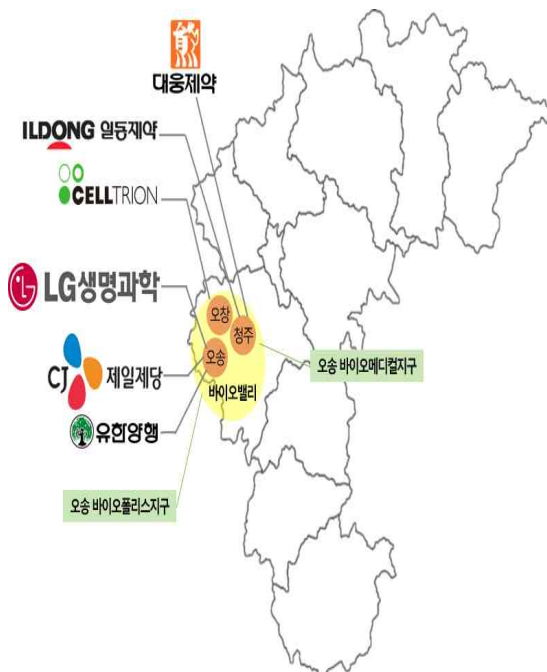 대웅제약
ILDONG 일동제약
CELLTRION
LG 생명과학
CJ 제일제당
유한양행
오창
청주
오송
바이오밸리
오송 바이오메디컬지구
오송 바이오폴리스지구